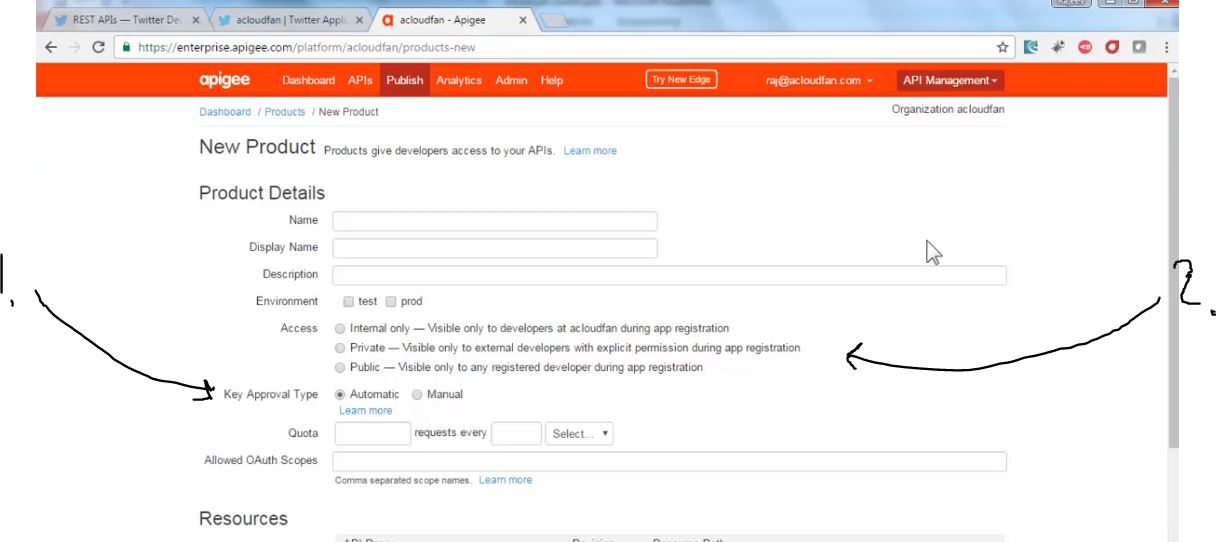 REST APIs — Twitter De
acloudfan | Twitter Appli
acloudfan - Apigee
https://enterprise.apigee.com/platform/acloudfan/products-new
apigee Dashboard APIs Publish Analytics Admin Help Try New Edge raj@acloudfan.com API Management
Dashboard / Products / New Product Organization acloudfan
New Product Products give developers access to your APIs. Learn more
Product Details
Name
Display Name
1.
2.
Description
Environment test prod
Access Internal only — Visible only to developers at acloudfan during app registration
Private — Visible only to external developers with explicit permission during app registration
Public — Visible only to any registered developer during app registration
Key Approval Type Automatic Manual
Learn more
Quota requests every Select...
Allowed OAuth Scopes
Comma separated scope names. Learn more
Resources